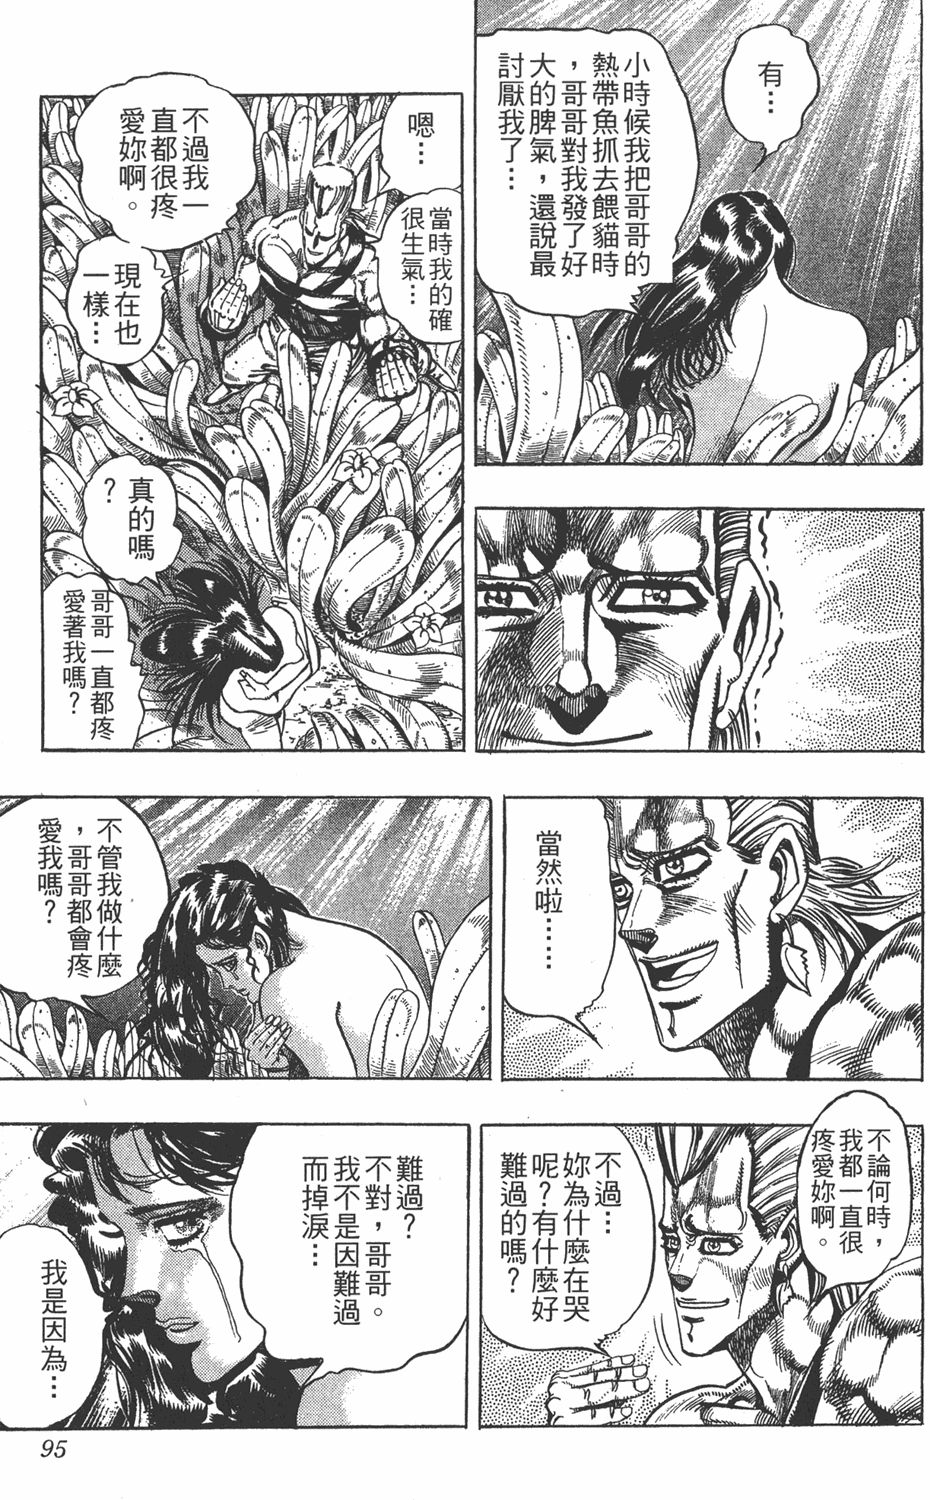 有…
小時候我把哥哥的
熱帶魚抓去餵貓時
，哥哥對我發了好
大的脾氣，還說最
討厭我了…
嗯…
當時我的確
很生氣…
不過我一
直都很疼
愛妳啊。
現在也
一樣…
真的嗎
？
哥哥一直都疼
愛著我嗎？
當然啦……
不管我做什麼
，哥哥都會疼
愛我嗎？
不論何時，
我都一直很
疼愛妳啊。
不過…
妳為什麼在哭
呢？有什麼好
難過的嗎？
難過？
不對，哥哥。
我不是因難過
而掉淚…
我是因為…
95